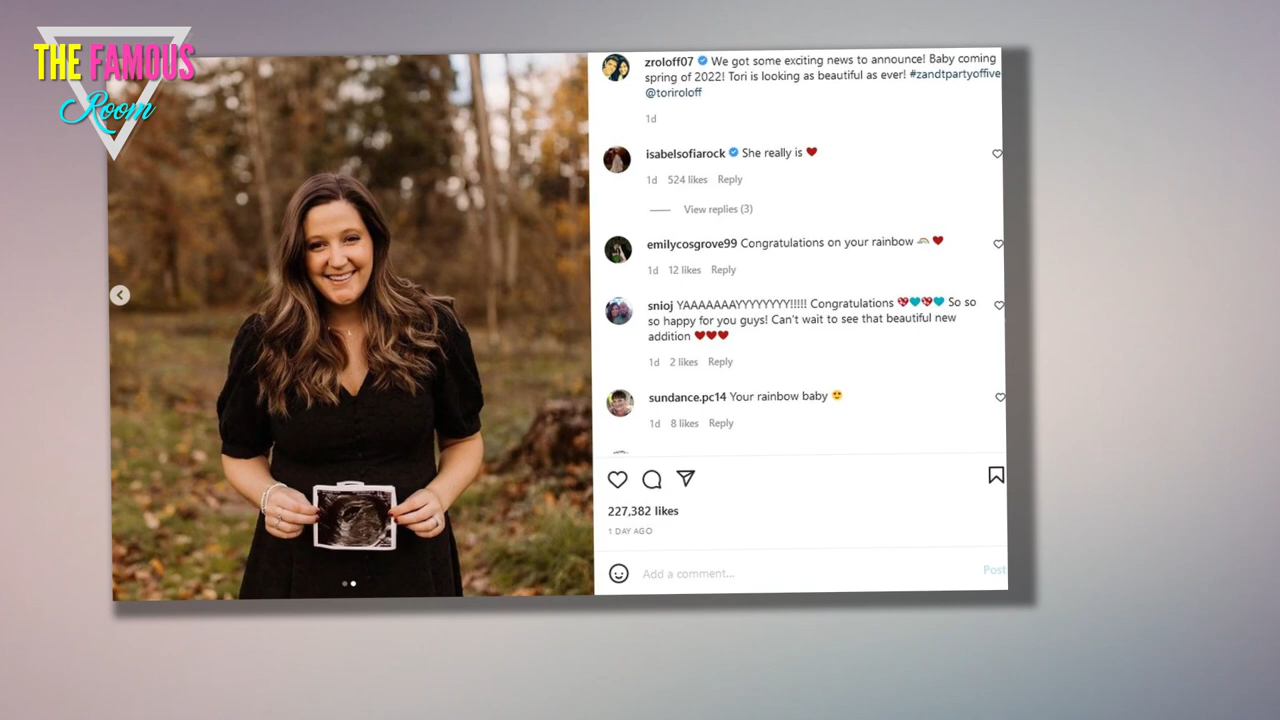 THE FAMOUS
Room
zroloff07 We got some exciting news to announce! Baby coming
spring of 2022! Tori is looking as beautiful as ever! #zandtpartyoffive
@toriroloff
1d
isabelsofiarock She really is ❤️
1d 524 likes Reply
View replies (3)
emilycosgrove99 Congratulations on your rainbow 🌈 ❤️
1d 12 likes Reply
snioj YAAAAAAAYYYYYYYY!!!!! Congratulations 💖💙💖💙 So so
so happy for you guys! Can't wait to see that beautiful new
addition ❤️❤️❤️
1d 2 likes Reply
sundance.pc14 Your rainbow baby 😍
1d 8 likes Reply
227,382 likes
1 DAY AGO
Add a comment... Post